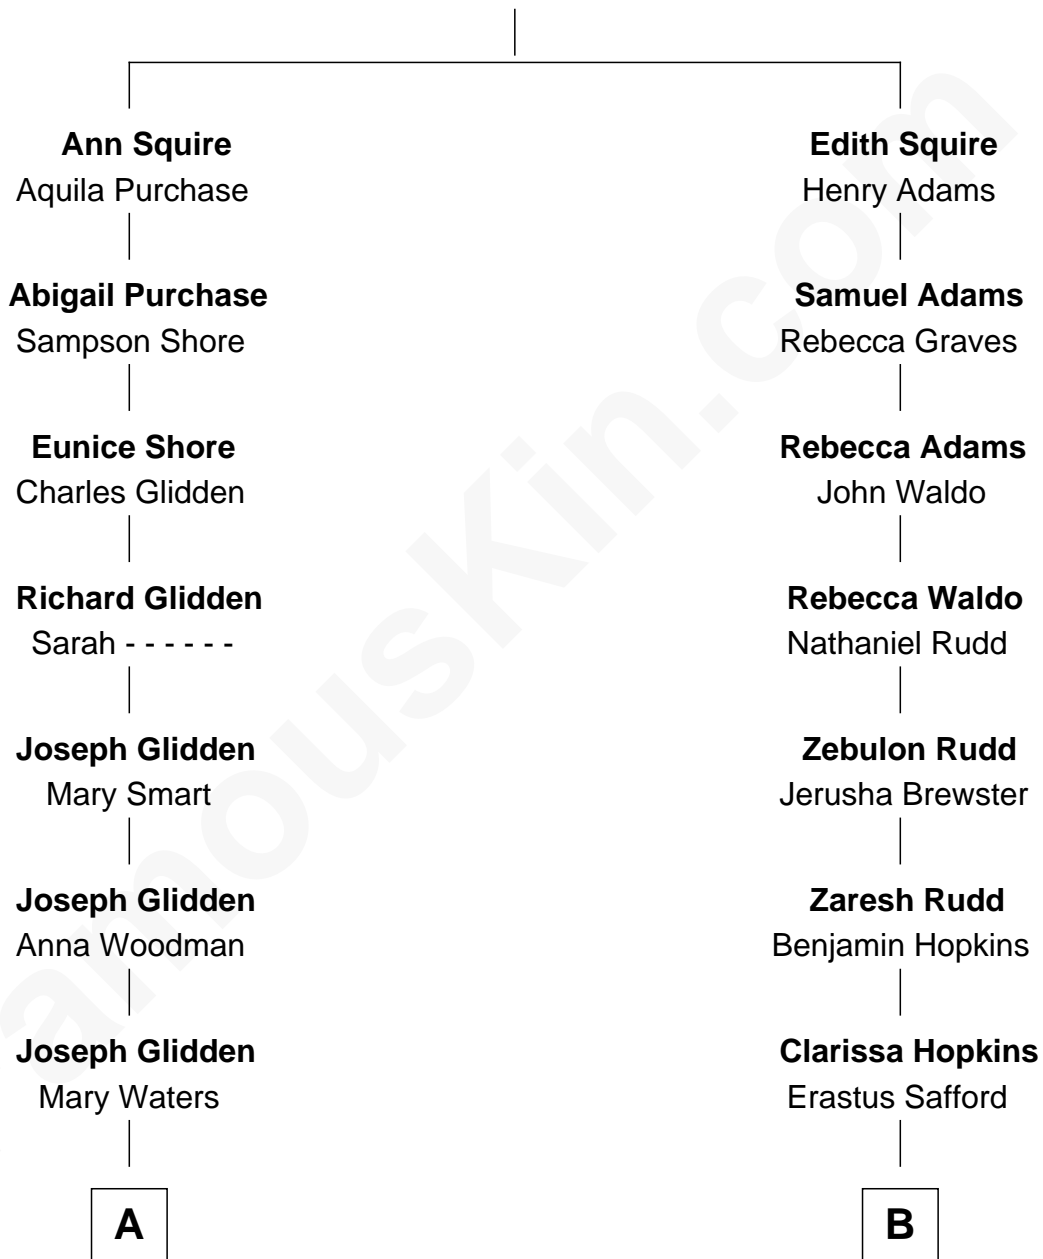 Ann Squire
Aquila Purchase
Abigail Purchase
Sampson Shore
Eunice Shore
Charles Glidden
Richard Glidden
Sarah - - - - - -
Joseph Glidden
Mary Smart
Joseph Glidden
Anna Woodman
Joseph Glidden
Mary Waters
A
Edith Squire
Henry Adams
Samuel Adams
Rebecca Graves
Rebecca Adams
John Waldo
Rebecca Waldo
Nathaniel Rudd
Zebulon Rudd
Jerusha Brewster
Zaresh Rudd
Benjamin Hopkins
Clarissa Hopkins
Erastus Safford
B
amousKin.com